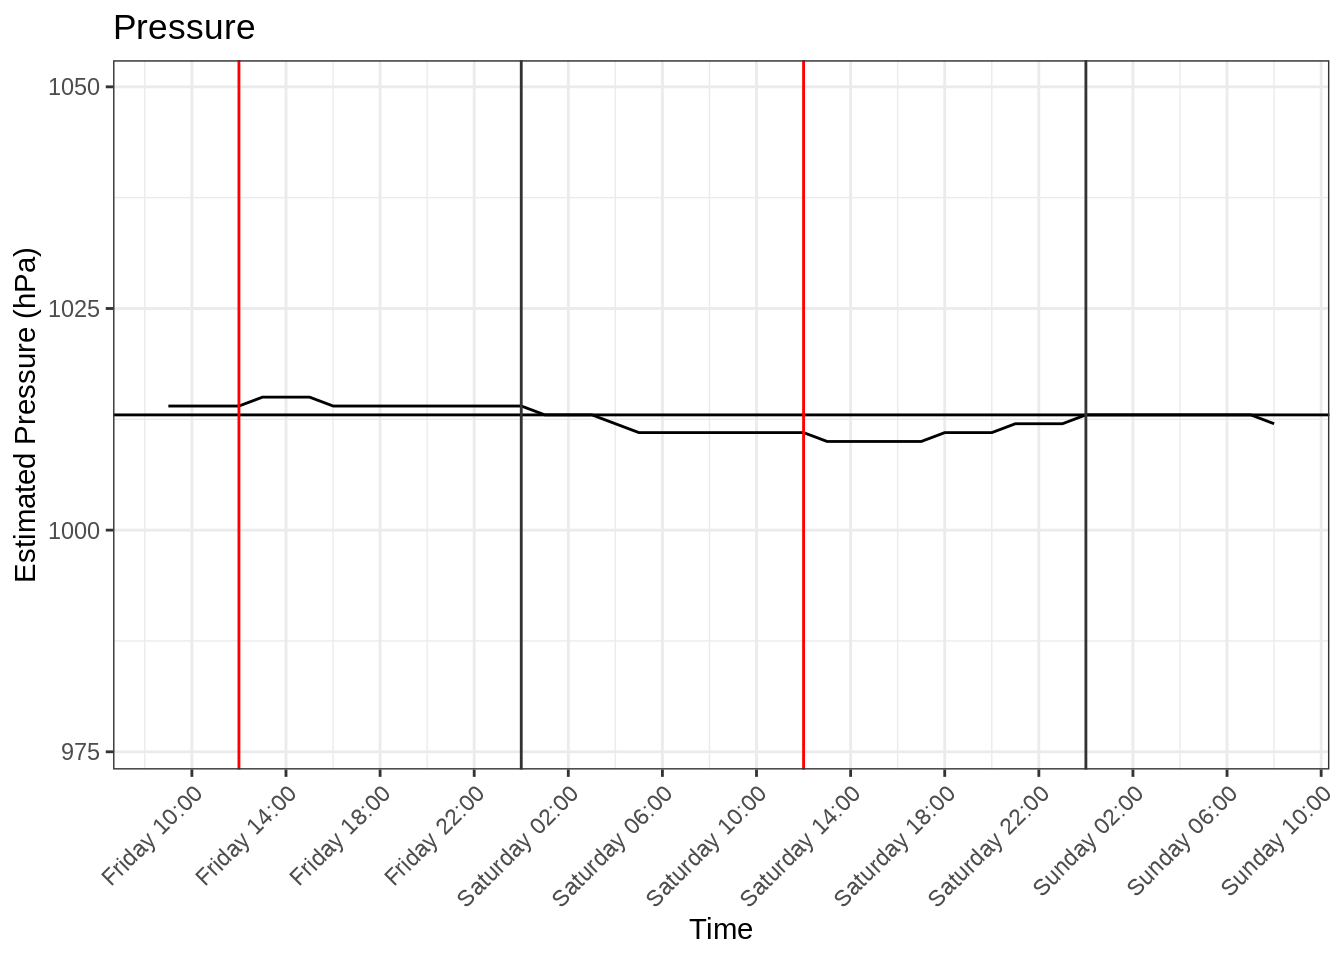 Pressure
Estimated Pressure (hPa)
1050
1025
1000
975
Friday 10:00
Friday 14:00
Friday 18:00
Friday 22:00
Saturday 02:00
Saturday 06:00
Saturday 10:00
Saturday 14:00
Saturday 18:00
Saturday 22:00
Sunday 02:00
Sunday 06:00
Sunday 10:00
Time